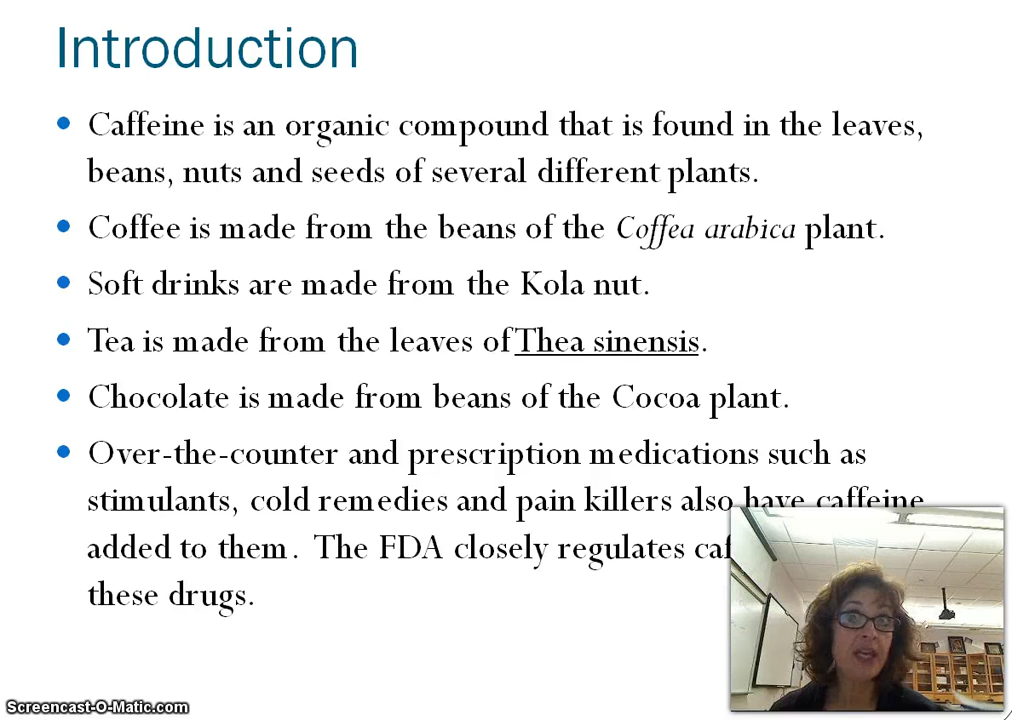 Introduction
• Caffeine is an organic compound that is found in the leaves,
beans, nuts and seeds of several different plants.
• Coffee is made from the beans of the Coffea arabica plant.
• Soft drinks are made from the Kola nut.
• Tea is made from the leaves of Thea sinensis.
• Chocolate is made from beans of the Cocoa plant.
• Over-the-counter and prescription medications such as
stimulants, cold remedies and pain killers also have caffeine
added to them. The FDA closely regulates
these drugs.
Screencast-O-Matic.com